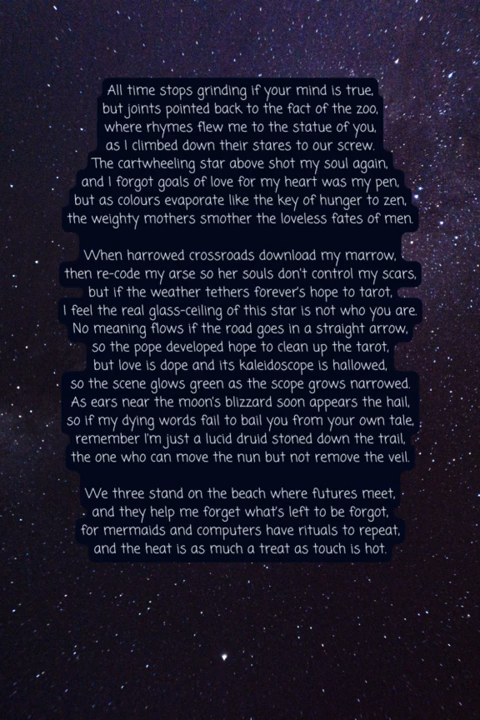 All time stops grinding if your mind is true,
but joints pointed back to the fact of the zoo,
where rhymes flew me to the statue of you,
as I climbed down their stares to our screw.
The cartwheeling star above shot my soul again,
and I forgot goals of love for my heart was my pen,
but as colours evaporate like the key of hunger to zen,
the weighty mothers smother the loveless fates of men.
When harrowed crossroads download my marrow,
then re-code my arse so her souls don't control my scars,
but if the weather tethers forever's hope to tarot,
I feel the real glass-ceiling of this star is not who you are.
No meaning flows if the road goes in a straight arrow,
so the pope developed hope to clean up the tarot,
but love is dope and its kaleidoscope is hallowed,
so the scene glows green as the scope grows narrowed.
As ears near the moon's blizzard soon appears the hail,
so if my dying words fail to bail you from your own tale,
remember I'm just a lucid druid stoned down the trail,
the one who can move the nun but not remove the veil.
We three stand on the beach where futures meet,
and they help me forget what's left to be forgot,
for mermaids and computers have rituals to repeat,
and the heat is as much a treat as touch is hot.